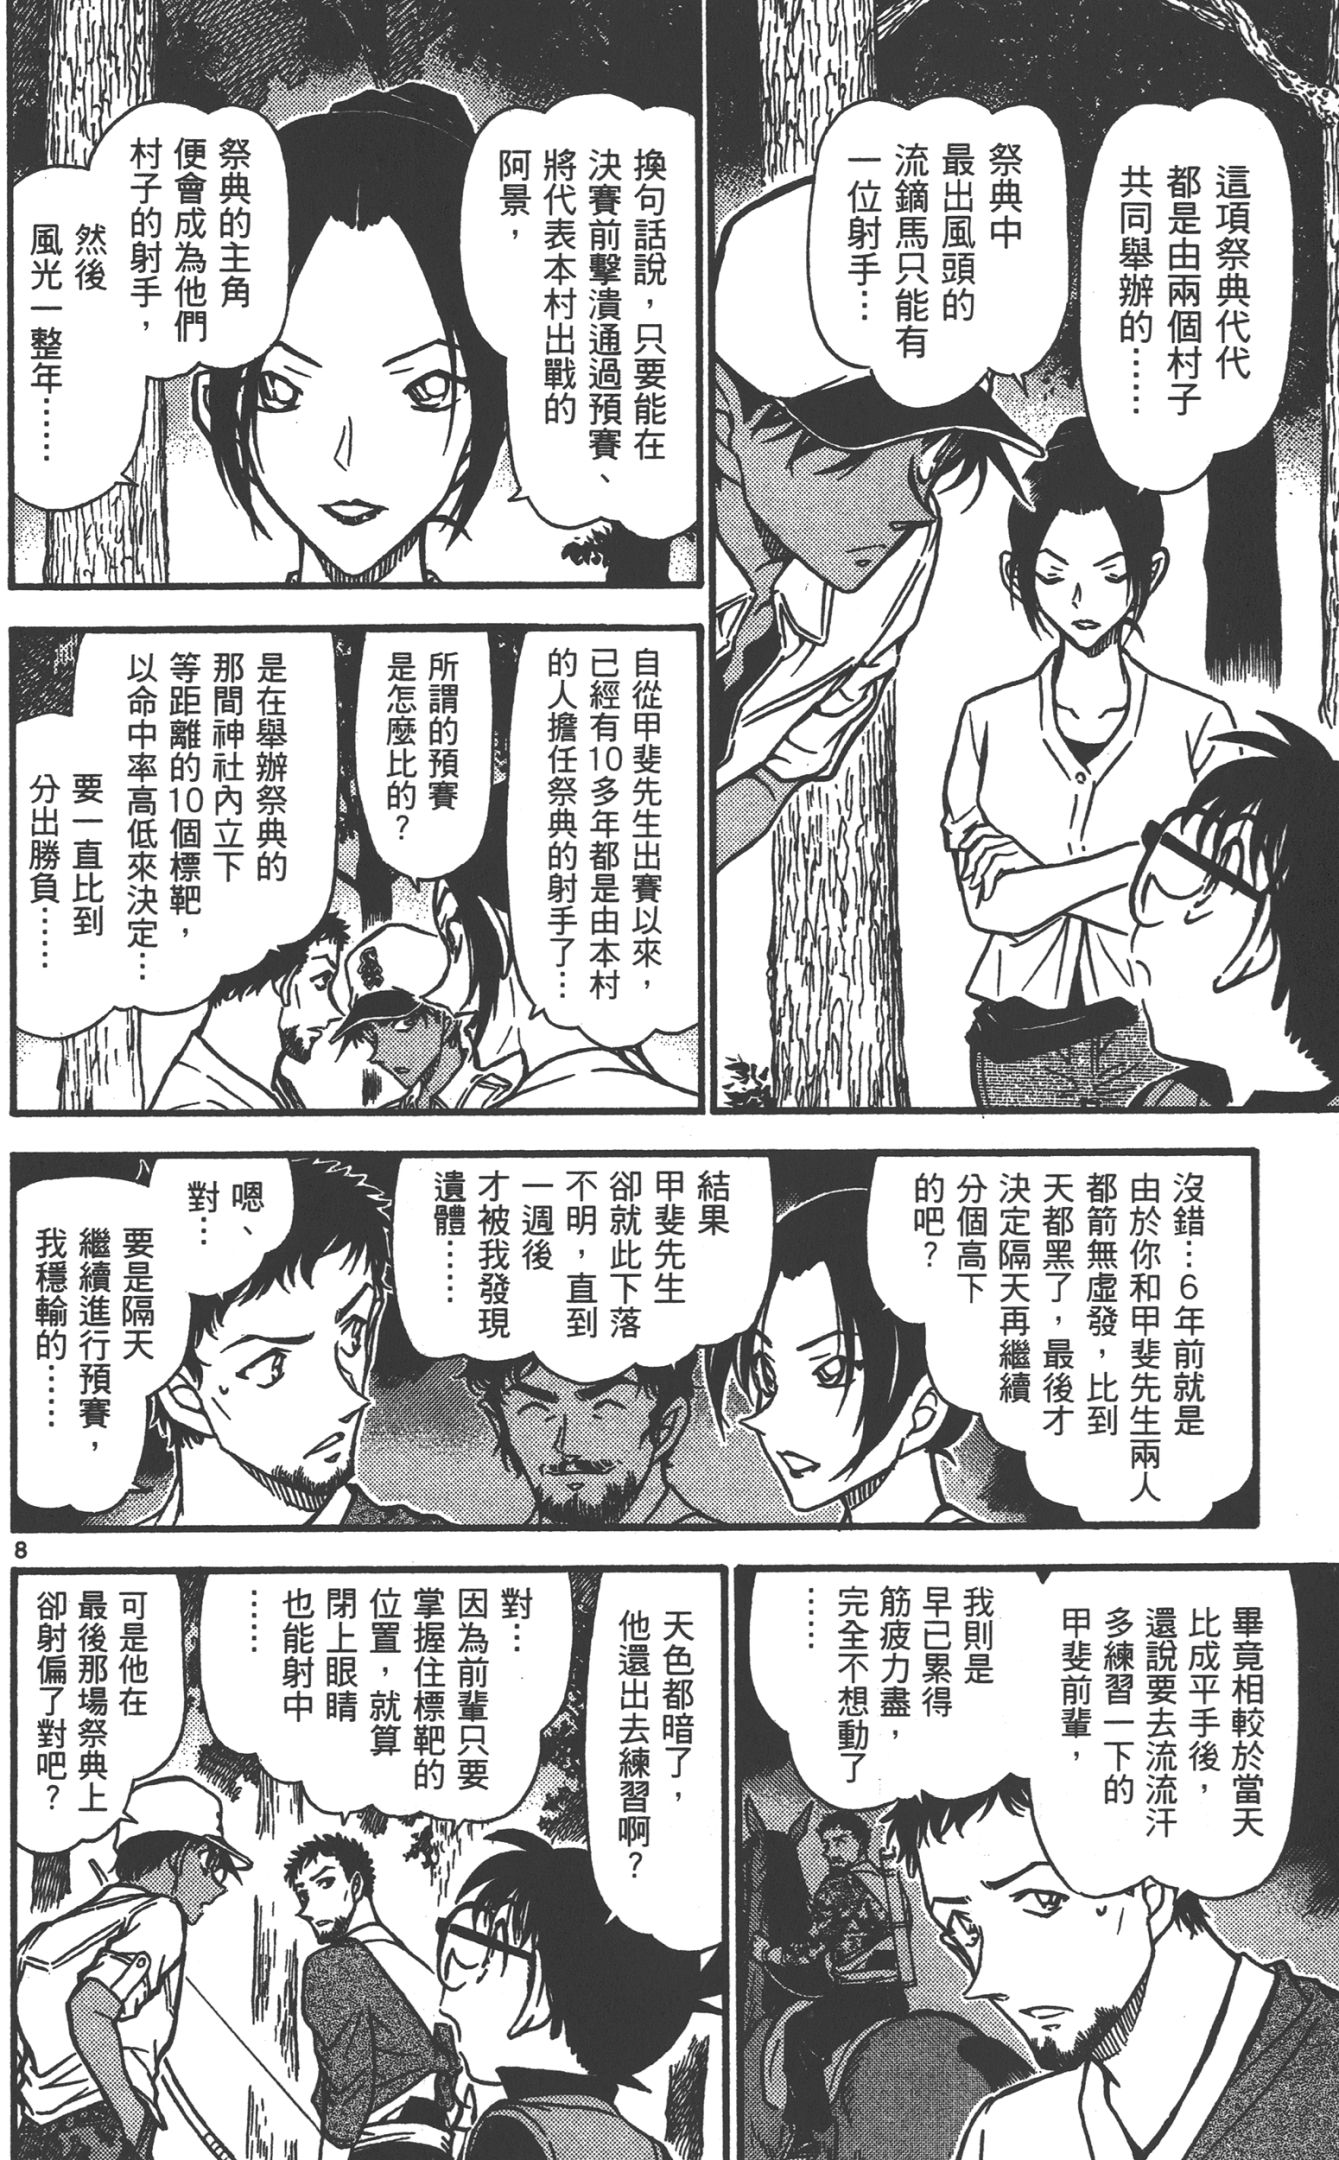 這項祭典代代
都是由兩個村子
共同舉辦的……
祭典中
最出風頭的
流鏑馬只能有
一位射手…
換句話說，只要能在
決賽前擊潰通過預賽、
將代表本村出戰的
阿景，
祭典的主角
便會成為他們
村子的射手，
然後
風光一整年……
自從甲斐先生出賽以來，
已經有10多年都是由本村
的人擔任祭典的射手了…
所謂的預賽
是怎麼比的？
是在舉辦祭典的
那間神社內立下
等距離的10個標靶，
以命中率高低來決定…
要一直比到
分出勝負……
沒錯…6年前就是
由於你和甲斐先生兩人
都箭無虛發，比到
天都黑了，最後才
決定隔天再繼續
分個高下
的吧？
結果
甲斐先生
卻就此下落
不明，直到
一週後
才被我發現
遺體……
嗯、
對…
要是隔天
繼續進行預賽，
我穩輸的……
8
畢竟相較於當天
比成平手後，
還說要去流流汗
多練習一下的
甲斐前輩，
我則是
早已累得
筋疲力盡，
完全不想動了
……
天色都暗了，
他還出去練習啊？
對…
因為前輩只要
掌握住標靶的
位置，就算
閉上眼睛
也能射中
……
可是他在
最後那場祭典上
卻射偏了對吧？